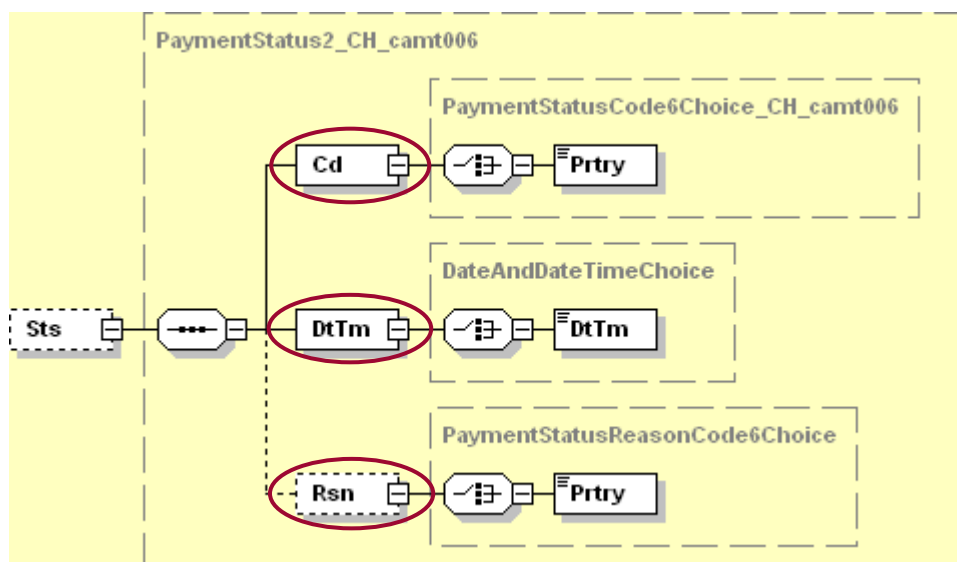 PaymentStatus2_CH_camt006
PaymentStatusCode6Choice_CH_camt006
Cd
Prtry
DateAndDateTimeChoice
Sts
DtTm
DtTm
PaymentStatusReasonCode6Choice
Rsn
Prtry